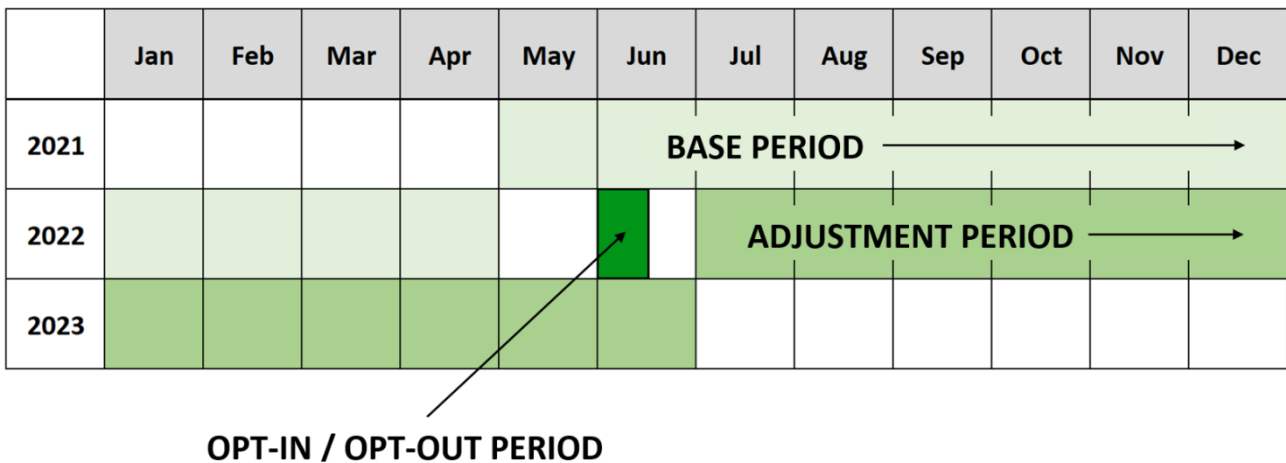 Jan Feb Mar Apr May Jun Jul Aug Sep Oct Nov Dec
2021 BASE PERIOD
2022 ADJUSTMENT PERIOD
2023
OPT-IN / OPT-OUT PERIOD